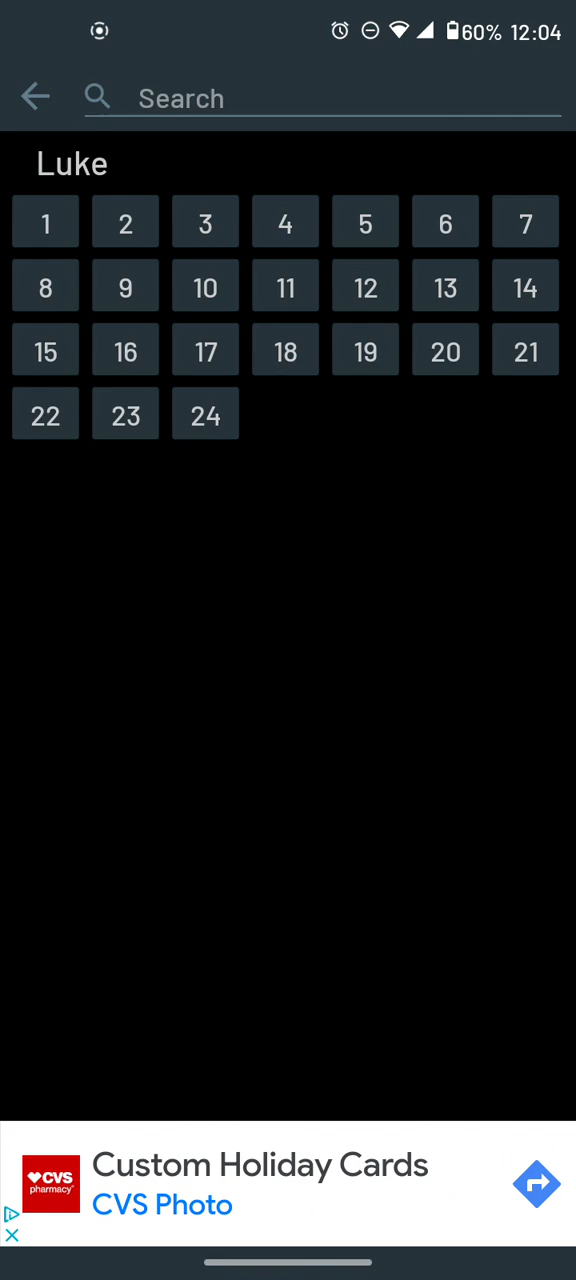 60% 12:04
Search
Luke
1 2 3 4 5 6 7
8 9 10 11 12 13 14
15 16 17 18 19 20 21
22 23 24
CVS
pharmacy
Custom Holiday Cards
CVS Photo